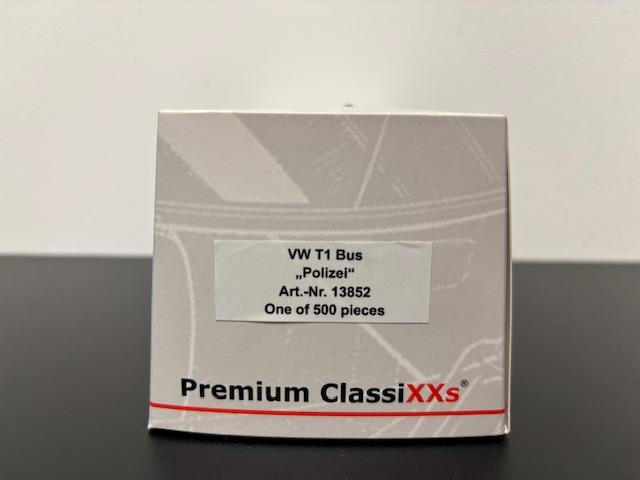 VW T1 Bus
„Polizei“
Art.-Nr. 13852
One of 500 pieces
Premium ClassiXXs®